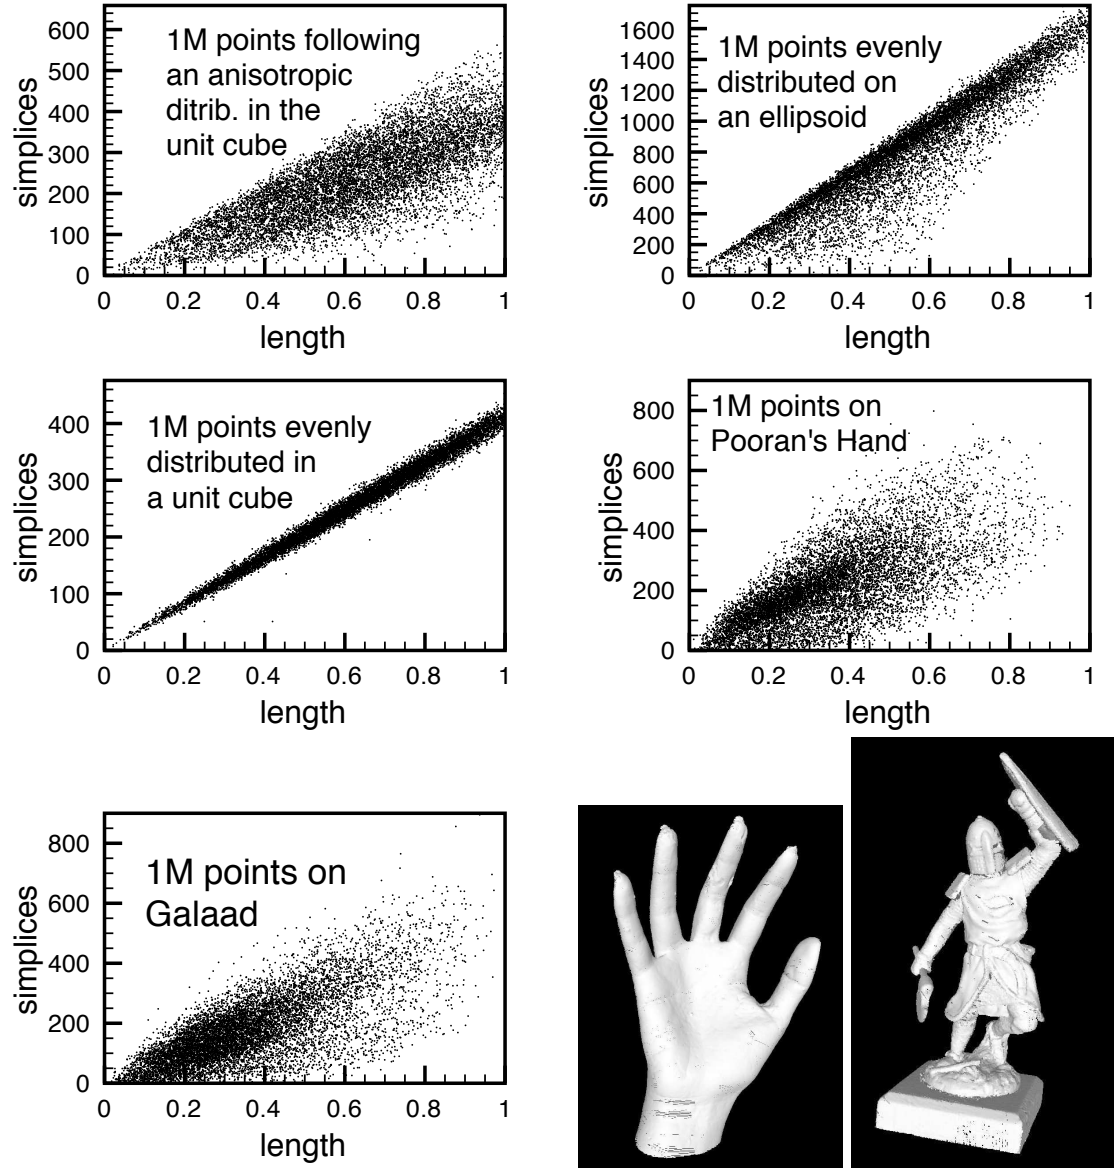 1M points following
an anisotropic
ditrib. in the
unit cube
simplices
600
500
400
300
200
100
0
0 0.2 0.4 0.6 0.8 1
length
1M points evenly
distributed on
an ellipsoid
simplices
1600
1400
1200
1000
800
600
400
200
0
0 0.2 0.4 0.6 0.8 1
length
1M points evenly
distributed in
a unit cube
simplices
400
300
200
100
0
0 0.2 0.4 0.6 0.8 1
length
1M points on
Pooran's Hand
simplices
800
600
400
200
0
0 0.2 0.4 0.6 0.8 1
length
1M points on
Galaad
simplices
800
600
400
200
0
0 0.2 0.4 0.6 0.8 1
length